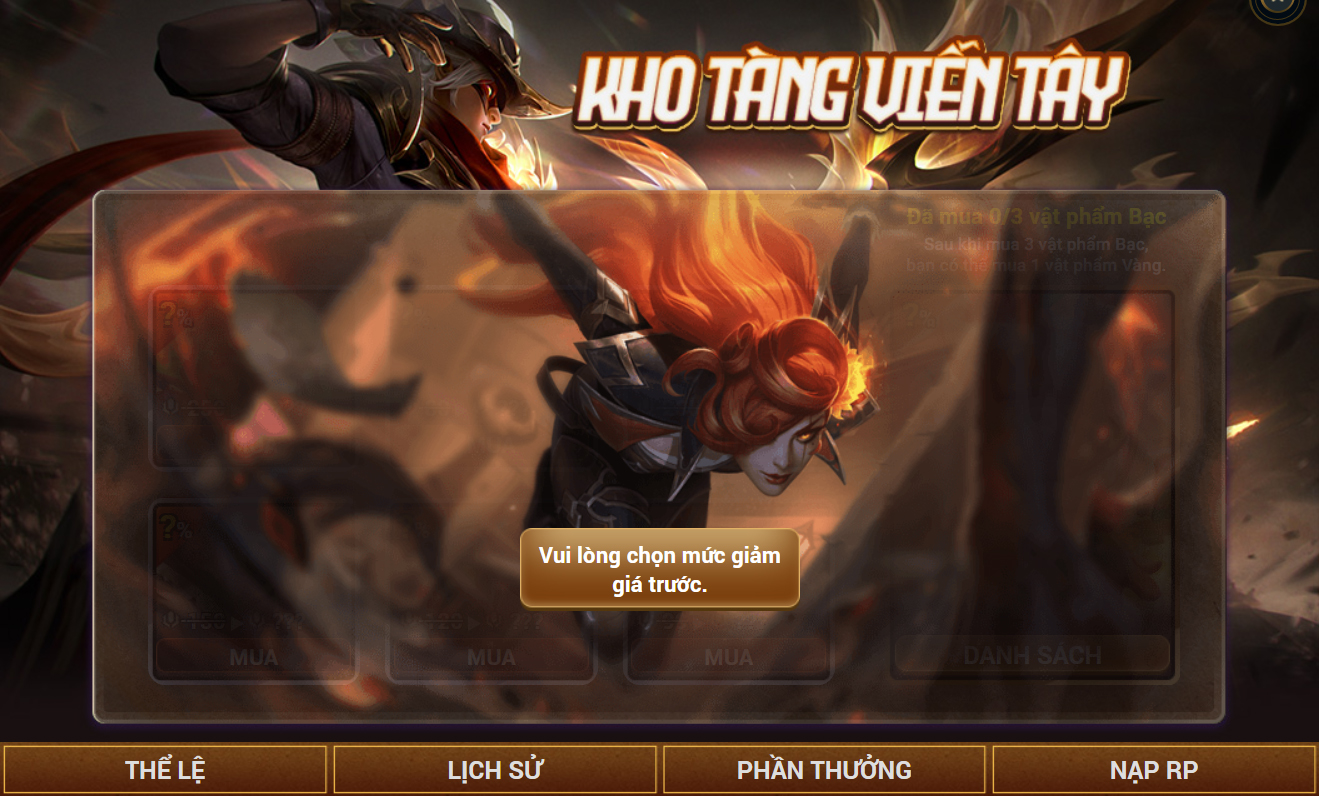 KHO TÀNG VIỄN TÂY
Đã mua 0/3 vật phẩm Bạc
Sau khi mua 3 vật phẩm Bạc,
bạn có thể mua 1 vật phẩm Vàng.
?%
?%
?%
Vui lòng chọn mức giảm
giá trước.
MUA
MUA
MUA
DANH SÁCH
THỂ LỆ
LỊCH SỬ
PHẦN THƯỞNG
NẠP RP